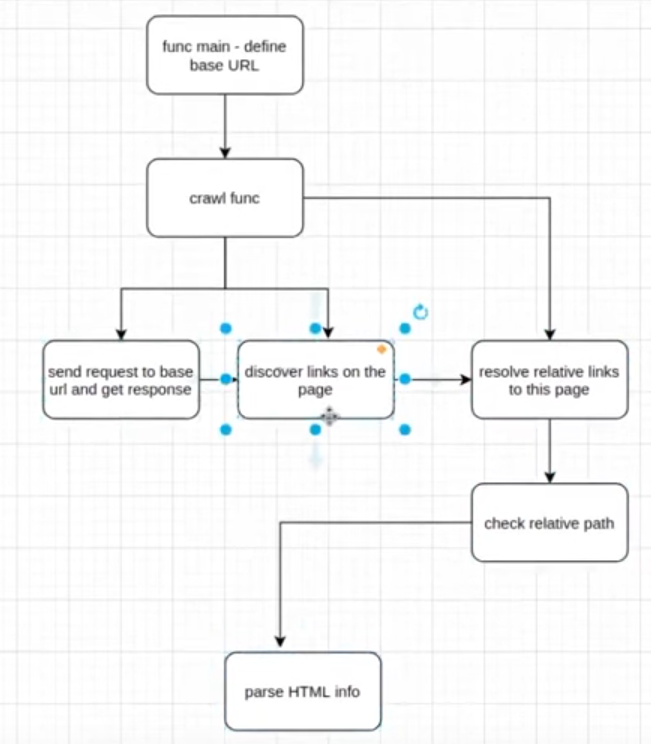 func main - define
base URL
crawl func
send request to base
url and get response
discover links on the
page
resolve relative links
to this page
check relative path
parse HTML info